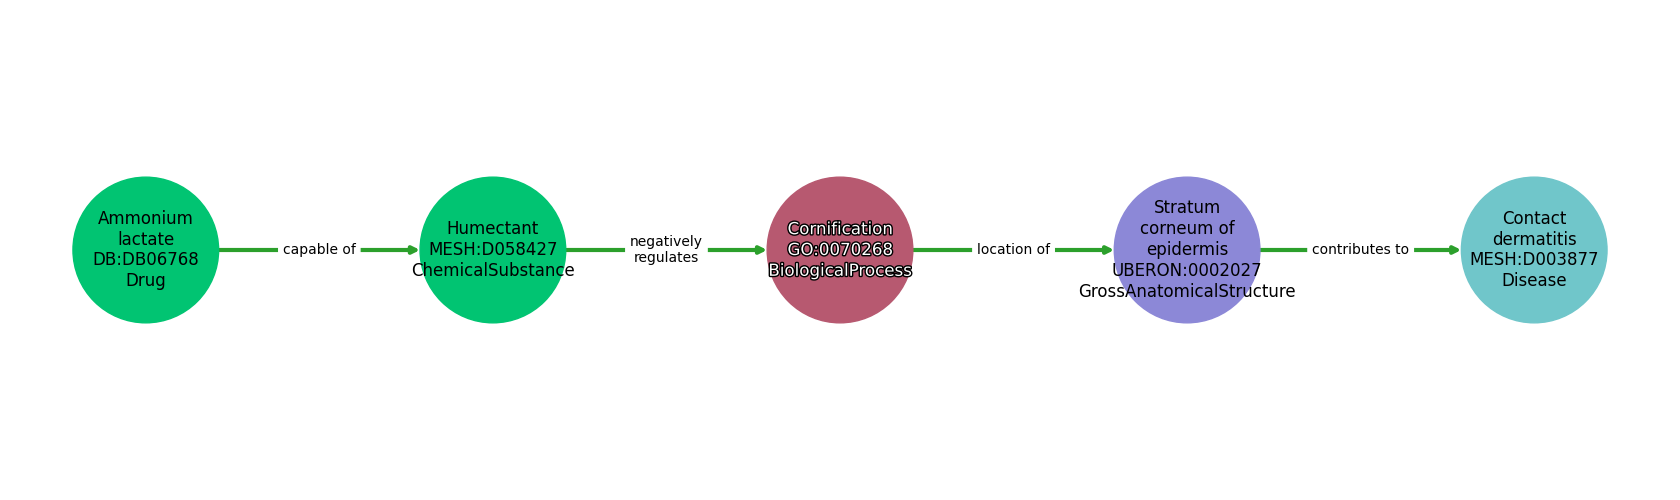 Ammonium
lactate
DB:DB06768
Drug
capable of
Humectant
MESH:D058427
ChemicalSubstance
negatively
regulates
Cornification
GO:0070268
BiologicalProcess
location of
Stratum
corneum of
epidermis
UBERON:0002027
GrossAnatomicalStructure
contributes to
Contact
dermatitis
MESH:D003877
Disease